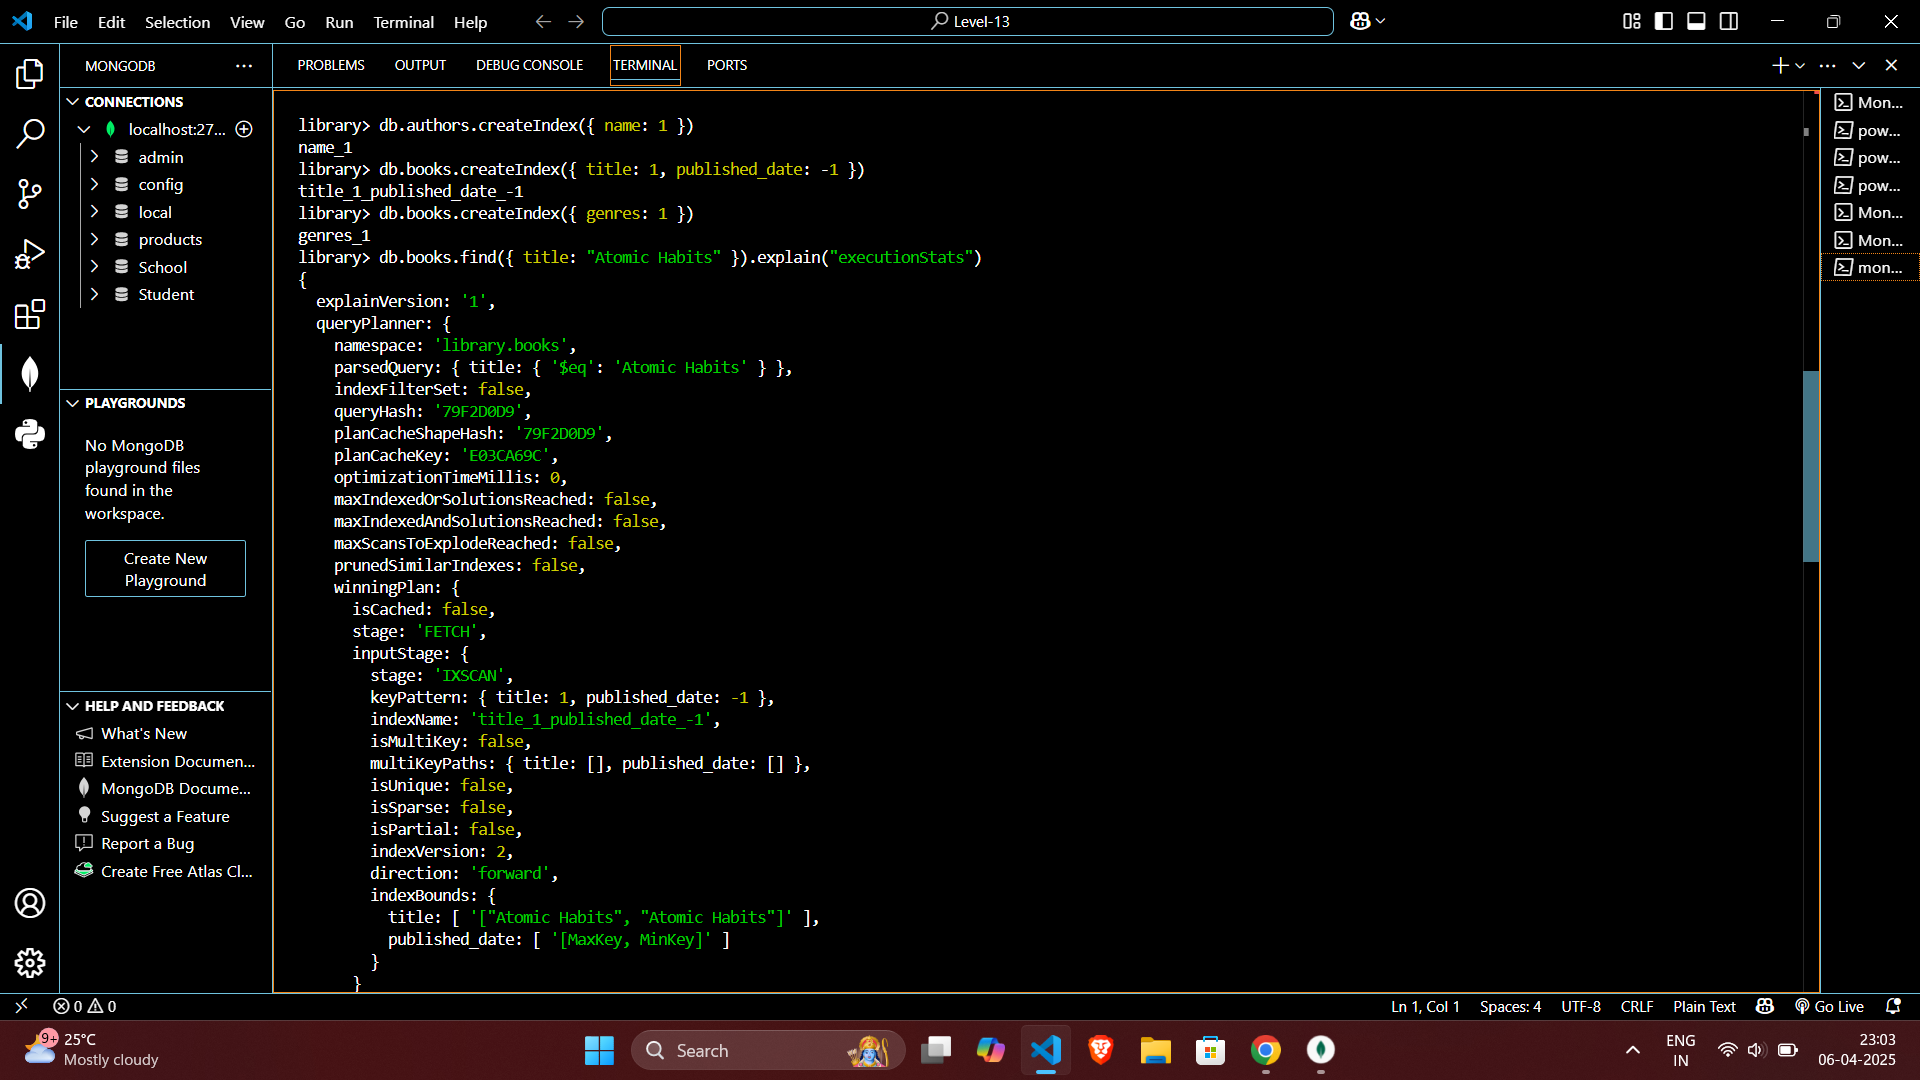 File Edit Selection View Go Run Terminal Help
Level-13
MONGODB
PROBLEMS OUTPUT DEBUG CONSOLE TERMINAL PORTS
CONNECTIONS
localhost:27...
admin
config
local
products
School
Student
PLAYGROUNDS
No MongoDB
playground files
found in the
workspace.
Create New
Playground
HELP AND FEEDBACK
What's New
Extension Documen...
MongoDB Docume...
Suggest a Feature
Report a Bug
Create Free Atlas Cl...
library> db.authors.createIndex({ name: 1 })
name_1
library> db.books.createIndex({ title: 1, published_date: -1 })
title_1_published_date_-1
library> db.books.createIndex({ genres: 1 })
genres_1
library> db.books.find({ title: "Atomic Habits" }).explain("executionStats")
{
explainVersion: '1',
queryPlanner: {
namespace: 'library.books',
parsedQuery: { title: { '$eq': 'Atomic Habits' } },
indexFilterSet: false,
queryHash: '79F2D0D9',
planCacheShapeHash: '79F2D0D9',
planCacheKey: 'E03CA69C',
optimizationTimeMillis: 0,
maxIndexedOrSolutionsReached: false,
maxIndexedAndSolutionsReached: false,
maxScansToExplodeReached: false,
prunedSimilarIndexes: false,
winningPlan: {
isCached: false,
stage: 'FETCH',
inputStage: {
stage: 'IXSCAN',
keyPattern: { title: 1, published_date: -1 },
indexName: 'title_1_published_date_-1',
isMultiKey: false,
multiKeyPaths: { title: [], published_date: [] },
isUnique: false,
isSparse: false,
isPartial: false,
indexVersion: 2,
direction: 'forward',
indexBounds: {
title: [ '["Atomic Habits", "Atomic Habits"]' ],
published_date: [ '[MaxKey, MinKey]' ]
}
}
Mon...
pow...
pow...
pow...
Mon...
Mon...
mon...
0 0
Ln 1, Col 1 Spaces: 4 UTF-8 CRLF Plain Text Go Live
9+
25°C
Mostly cloudy
Search
ENG
IN
23:03
06-04-2025